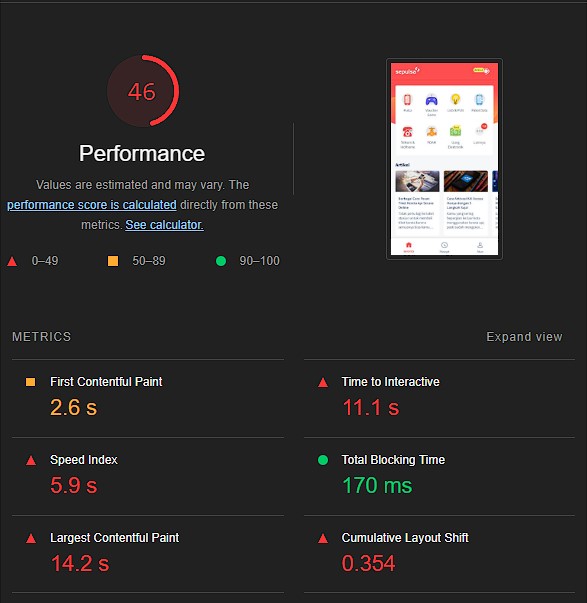 46
Performance
Values are estimated and may vary. The
performance score is calculated directly from these
metrics. See calculator.
0–49
50–89
90–100
sepulsa
Artikel
METRICS
Expand view
First Contentful Paint
2.6 s
Time to Interactive
11.1 s
Speed Index
5.9 s
Total Blocking Time
170 ms
Largest Contentful Paint
14.2 s
Cumulative Layout Shift
0.354